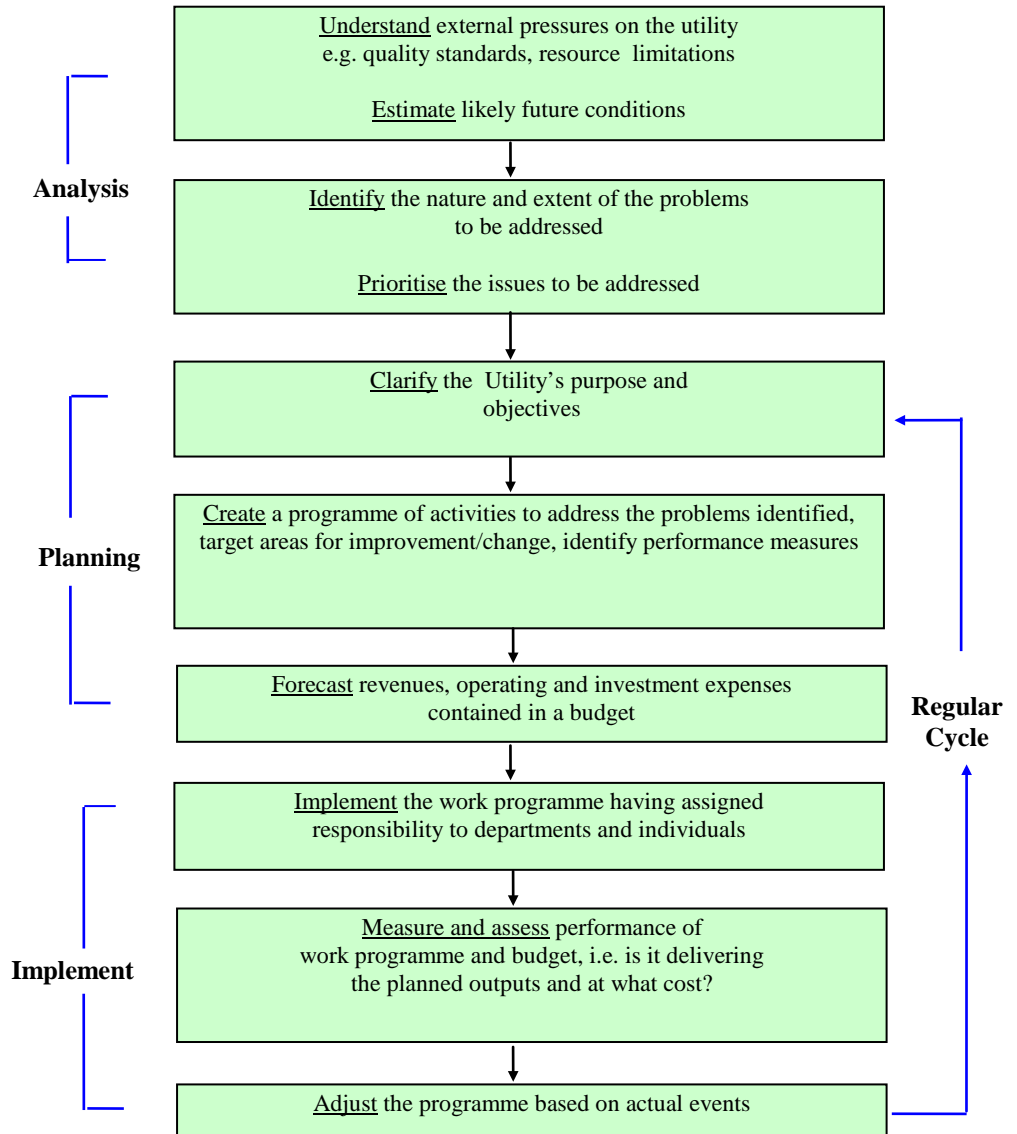 Understand external pressures on the utility
e.g. quality standards, resource limitations
Estimate likely future conditions
Analysis
Identify the nature and extent of the problems
to be addressed
Prioritise the issues to be addressed
Clarify the Utility's purpose and
objectives
Planning
Create a programme of activities to address the problems identified,
target areas for improvement/change, identify performance measures
Forecast revenues, operating and investment expenses
contained in a budget
Regular
Cycle
Implement
Implement the work programme having assigned
responsibility to departments and individuals
Measure and assess performance of
work programme and budget, i.e. is it delivering
the planned outputs and at what cost?
Adjust the programme based on actual events